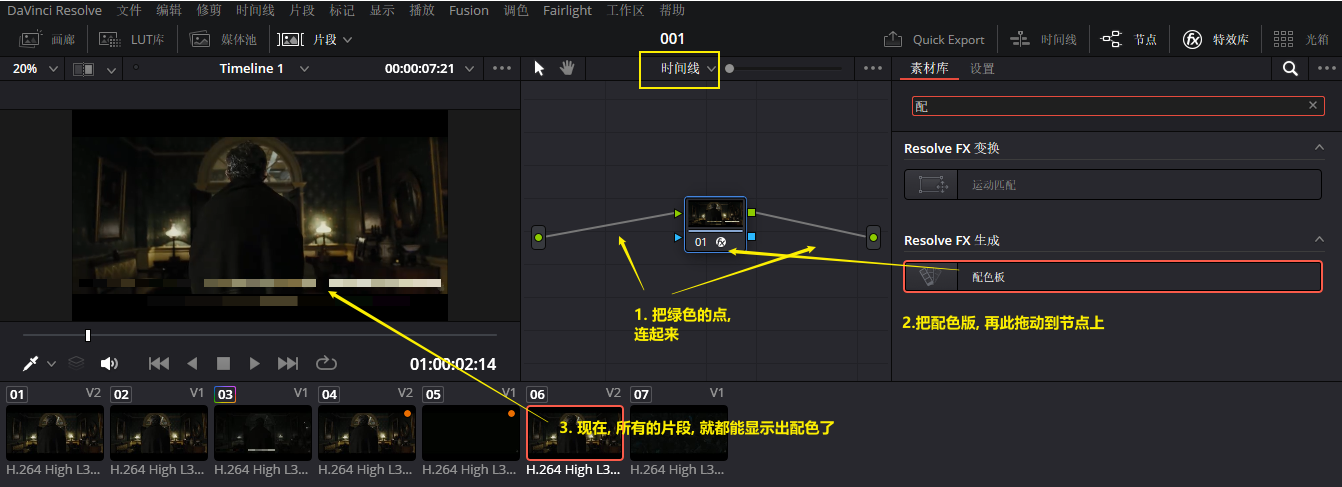 DaVinci Resolve 文件 编辑 修剪 时间线 片段 标记 显示 播放 Fusion 调色 Fairlight 工作区 帮助
画廊 LUT库 媒体池 片段 001 Quick Export 时间线 节点 特效库 光箱
20% Timeline 1 00:00:07:21 ••• 时间线 ••• 素材库 设置 •••
配
Resolve FX 变换
运动匹配
Resolve FX 生成
01
配色板
1. 把绿色的点,
连起来
2.把配色版, 再此拖动到节点上
01:00:02:14
01 V2 02 V1 03 V1 04 V2 05 V1 06 V2 07 V1
3. 现在, 所有的片段, 就都能显示出配色了
H.264 High L3... H.264 High L3... H.264 High L3... H.264 High L3... H.264 High L3... H.264 High L3... H.264 High L3...